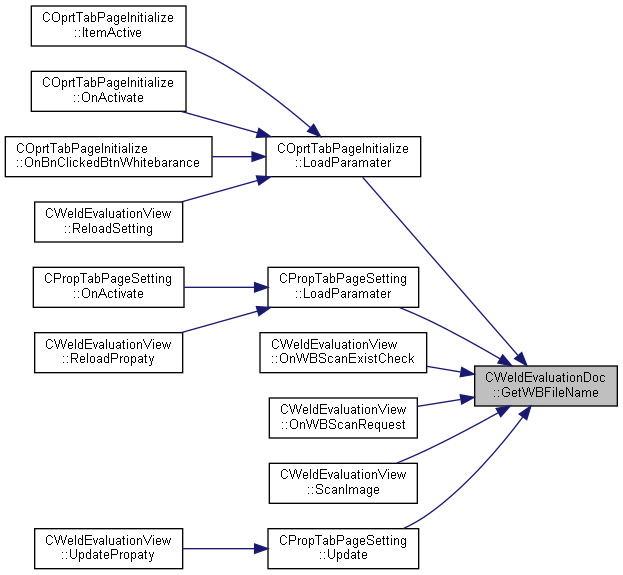 COprtTabPageInitialize
::ItemActive
COprtTabPageInitialize
::OnActivate
COprtTabPageInitialize
::OnBnClickedBtnWhitebarance
CWeldEvaluationView
::ReloadSetting
COprtTabPageInitialize
::LoadParamater
CPropTabPageSetting
::OnActivate
CWeldEvaluationView
::ReloadPropaty
CPropTabPageSetting
::LoadParamater
CWeldEvaluationView
::OnWBScanExistCheck
CWeldEvaluationView
::OnWBScanRequest
CWeldEvaluationView
::ScanImage
CWeldEvaluationView
::UpdatePropaty
CPropTabPageSetting
::Update
CWeldEvaluationDoc
::GetWBFileName